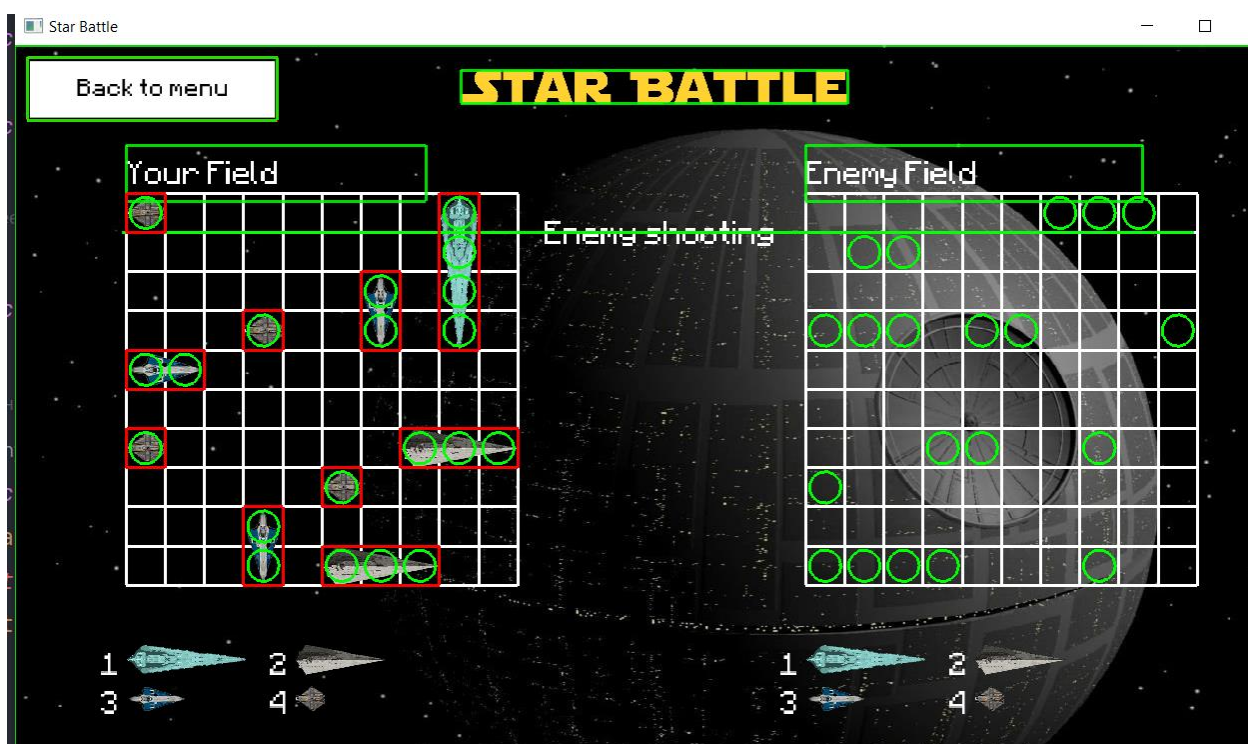 Star Battle
Back to menu
STAR BATTLE
Your Field
Enemy Field
Enemy shooting
1 2
3 4
1 2
3 4